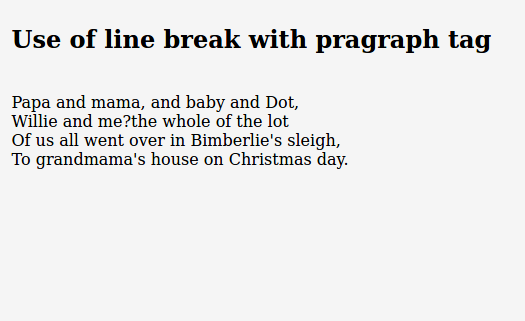 Use of line break with pragraph tag
Papa and mama, and baby and Dot,
Willie and me?the whole of the lot
Of us all went over in Bimberlie's sleigh,
To grandmama's house on Christmas day.